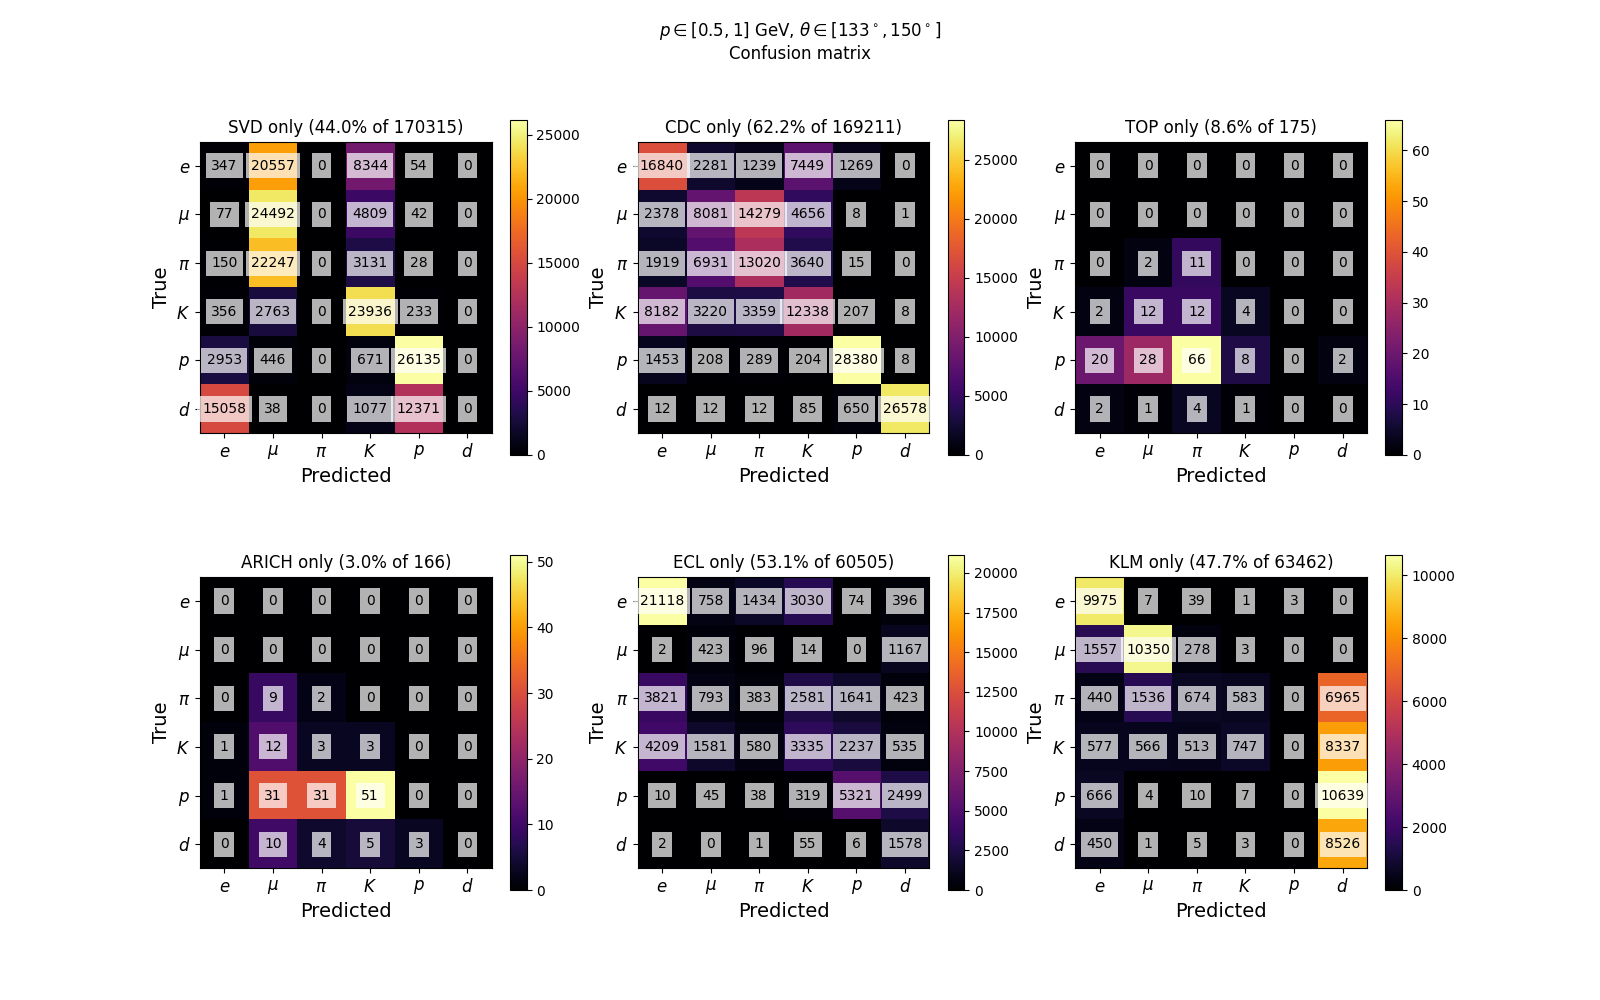 p ∈ [0.5, 1] GeV, θ ∈ [133°, 150°]
Confusion matrix
SVD only (44.0% of 170315)
True
e 347 20557 0 8344 54 0
μ 77 24492 0 4809 42 0
π 150 22247 0 3131 28 0
K 356 2763 0 23936 233 0
p 2953 446 0 671 26135 0
d 15058 38 0 1077 12371 0
e μ π K p d
Predicted
25000
20000
15000
10000
5000
0
CDC only (62.2% of 169211)
True
e 16840 2281 1239 7449 1269 0
μ 2378 8081 14279 4656 8 1
π 1919 6931 13020 3640 15 0
K 8182 3220 3359 12338 207 8
p 1453 208 289 204 28380 8
d 12 12 12 85 650 26578
e μ π K p d
Predicted
25000
20000
15000
10000
5000
0
TOP only (8.6% of 175)
True
e 0 0 0 0 0 0
μ 0 0 0 0 0 0
π 0 2 11 0 0 0
K 2 12 12 4 0 0
p 20 28 66 8 0 2
d 2 1 4 1 0 0
e μ π K p d
Predicted
60
50
40
30
20
10
0
ARICH only (3.0% of 166)
True
e 0 0 0 0 0 0
μ 0 0 0 0 0 0
π 0 9 2 0 0 0
K 1 12 3 3 0 0
p 1 31 31 51 0 0
d 0 10 4 5 3 0
e μ π K p d
Predicted
50
40
30
20
10
0
ECL only (53.1% of 60505)
True
e 21118 758 1434 3030 74 396
μ 2 423 96 14 0 1167
π 3821 793 383 2581 1641 423
K 4209 1581 580 3335 2237 535
p 10 45 38 319 5321 2499
d 2 0 1 55 6 1578
e μ π K p d
Predicted
20000
17500
15000
12500
10000
7500
5000
2500
0
KLM only (47.7% of 63462)
True
e 9975 7 39 1 3 0
μ 1557 10350 278 3 0 0
π 440 1536 674 583 0 6965
K 577 566 513 747 0 8337
p 666 4 10 7 0 10639
d 450 1 5 3 0 8526
e μ π K p d
Predicted
10000
8000
6000
4000
2000
0